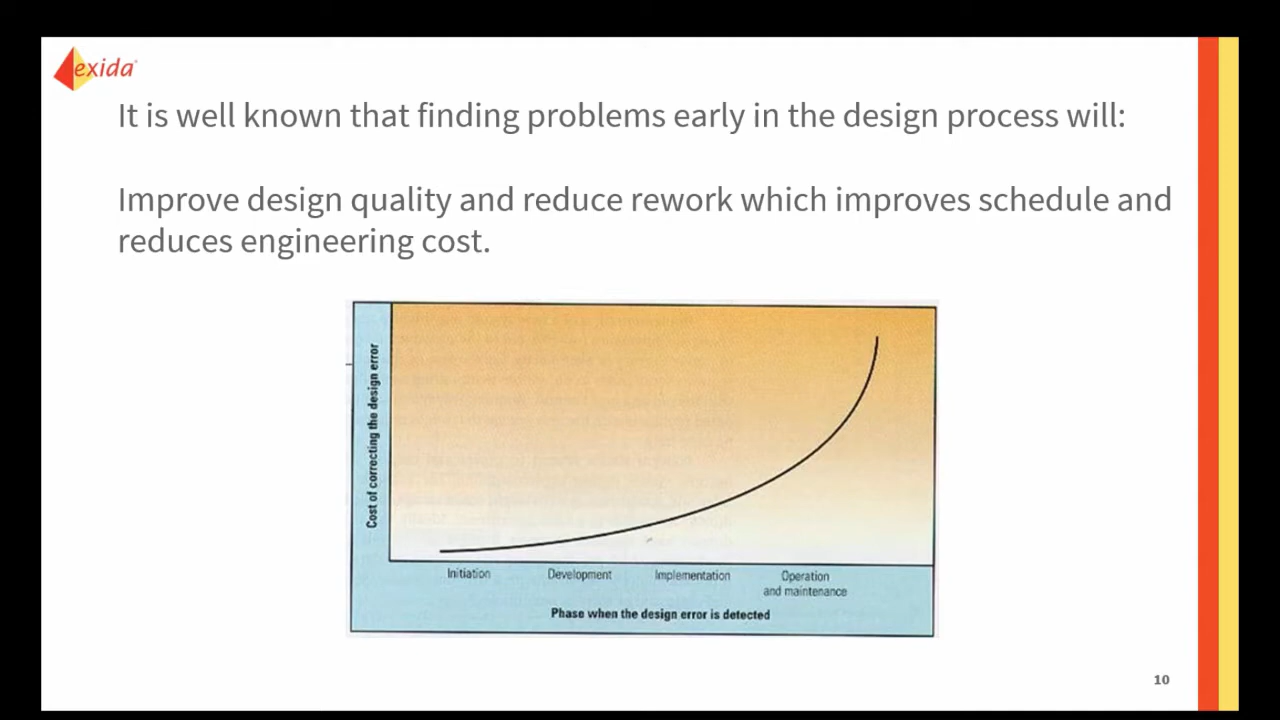 exida
It is well known that finding problems early in the design process will:
Improve design quality and reduce rework which improves schedule and
reduces engineering cost.
Cost of correcting the design error
Initiation
Development
Implementation
Operation
and maintenance
Phase when the design error is detected
10